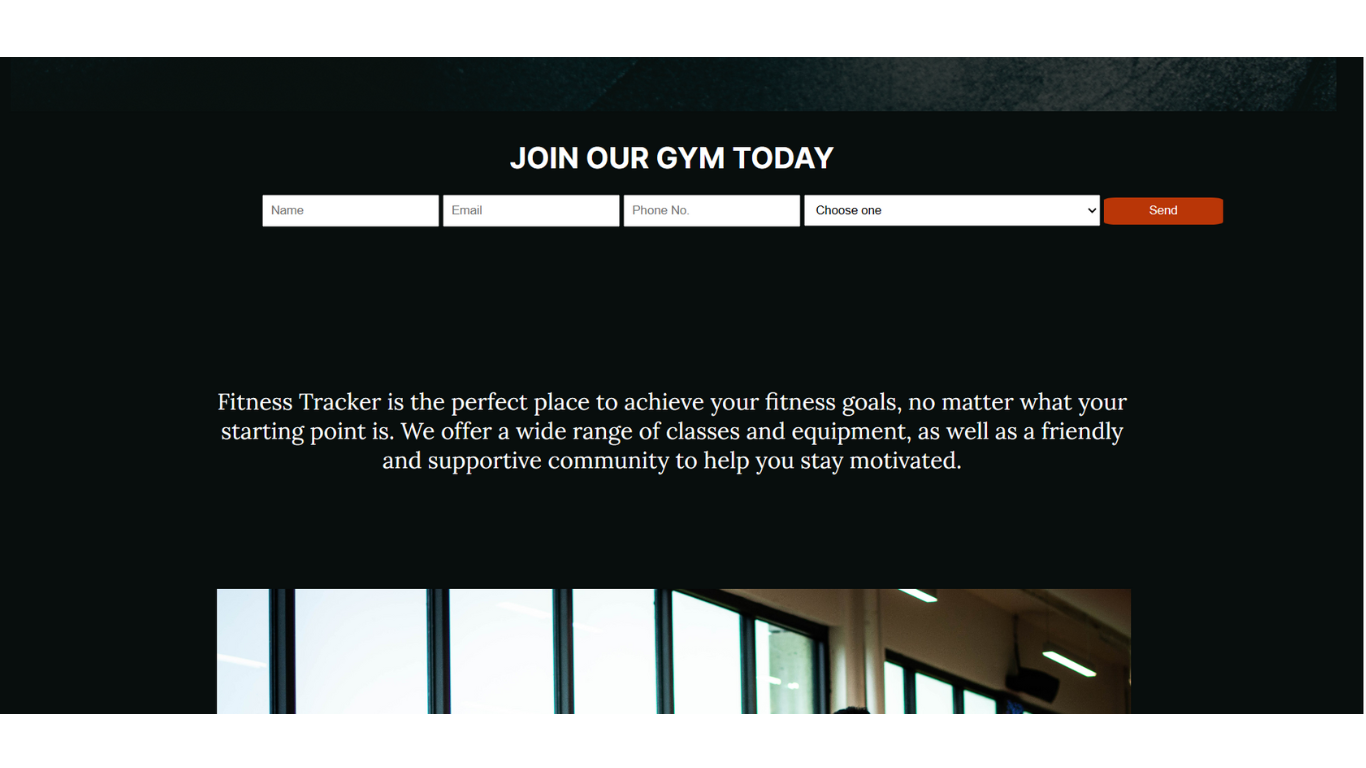 JOIN OUR GYM TODAY
Name Email Phone No. Choose one Send
Fitness Tracker is the perfect place to achieve your fitness goals, no matter what your
starting point is. We offer a wide range of classes and equipment, as well as a friendly
and supportive community to help you stay motivated.